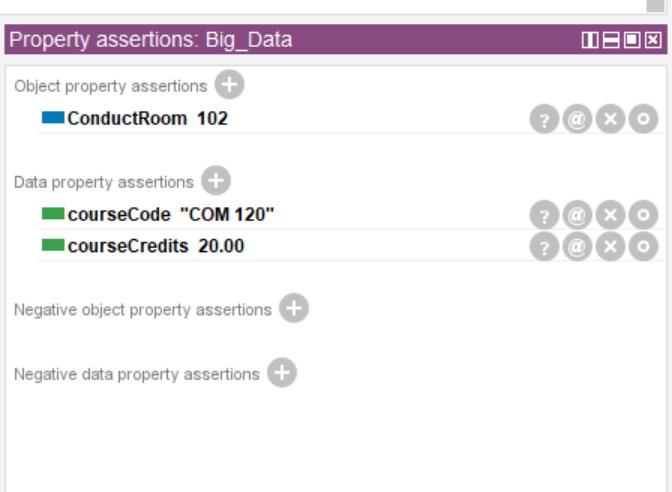 Property assertions: Big_Data
Object property assertions
ConductRoom 102
Data property assertions
courseCode "COM 120"
courseCredits 20.00
Negative object property assertions
Negative data property assertions